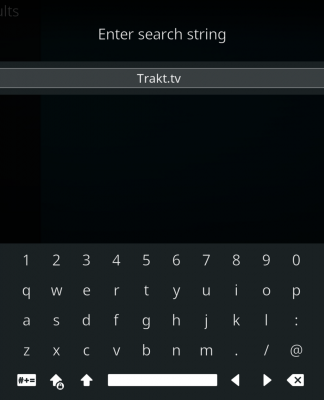 ults
Enter search string
Trakt.tv
1 2 3 4 5 6 7 8 9 0
q w e r t y u i o p
a s d f g h j k l :
z x c v b n m . / @
#+=